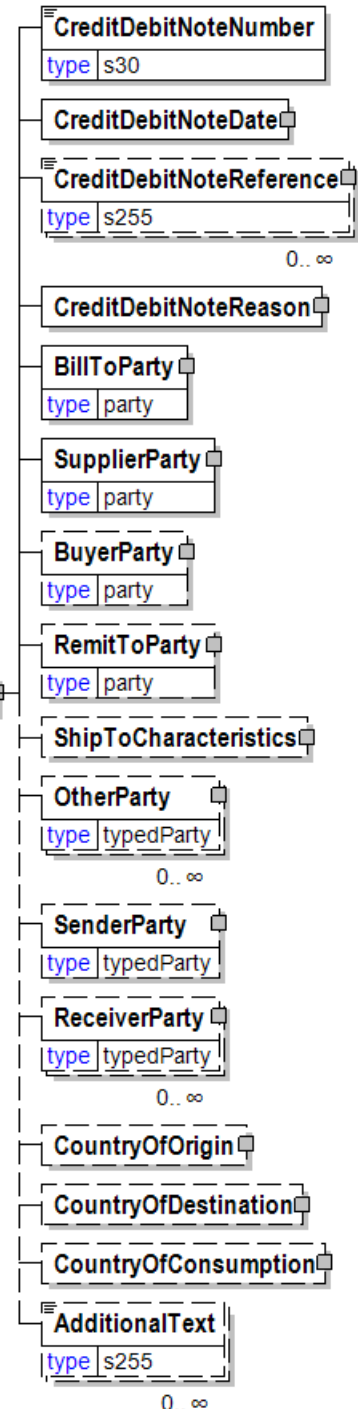 CreditDebitNoteNumber
type s30
CreditDebitNoteDate
CreditDebitNoteReference
type s255
0.. ∞
CreditDebitNoteReason
BillToParty
type party
SupplierParty
type party
BuyerParty
type party
RemitToParty
type party
ShipToCharacteristics
OtherParty
type typedParty
0.. ∞
SenderParty
type typedParty
ReceiverParty
type typedParty
0.. ∞
CountryOfOrigin
CountryOfDestination
CountryOfConsumption
AdditionalText
type s255
0.. ∞